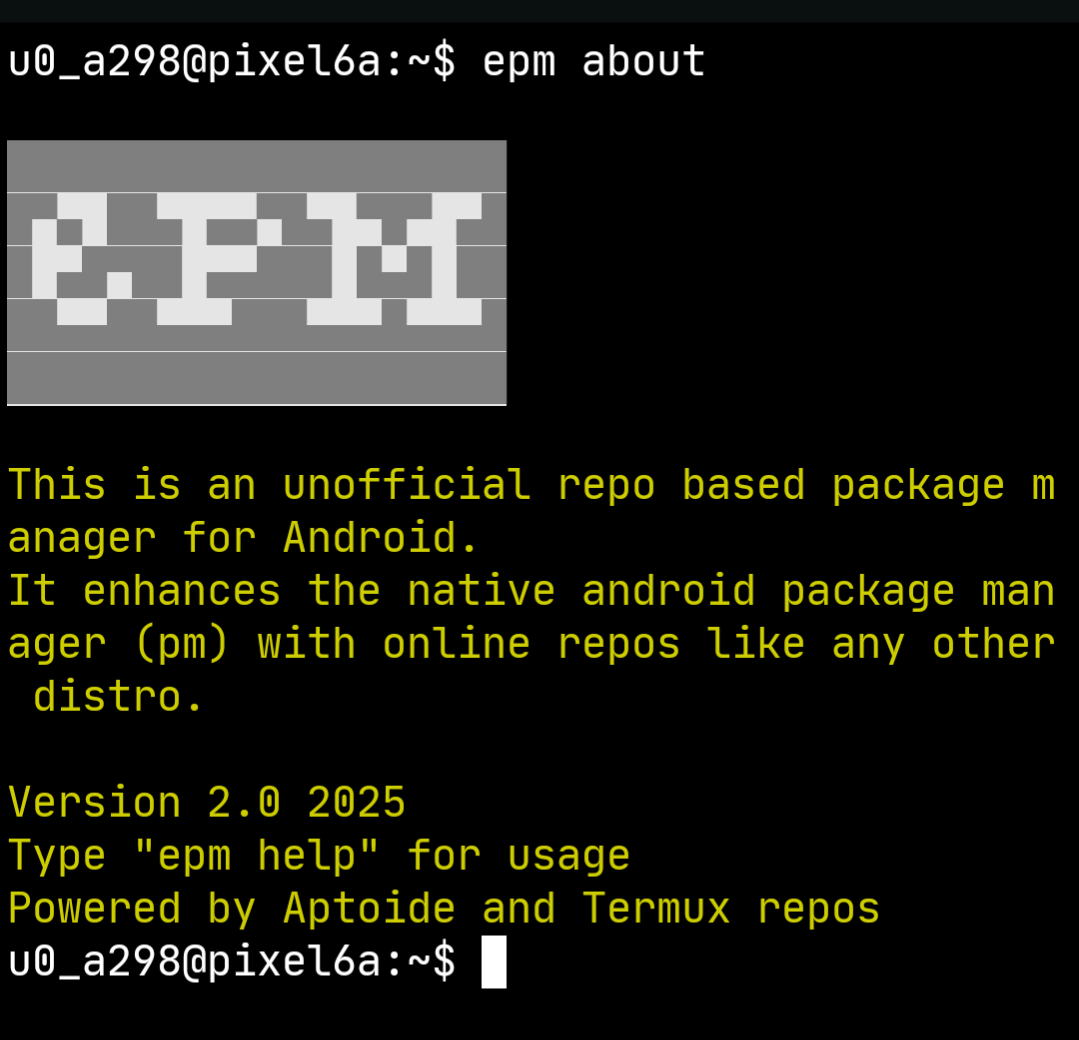 u0_a298@pixel6a:~$ epm about
ePM
This is an unofficial repo based package m
anager for Android.
It enhances the native android package man
ager (pm) with online repos like any other
 distro.
Version 2.0 2025
Type "epm help" for usage
Powered by Aptoide and Termux repos
u0_a298@pixel6a:~$